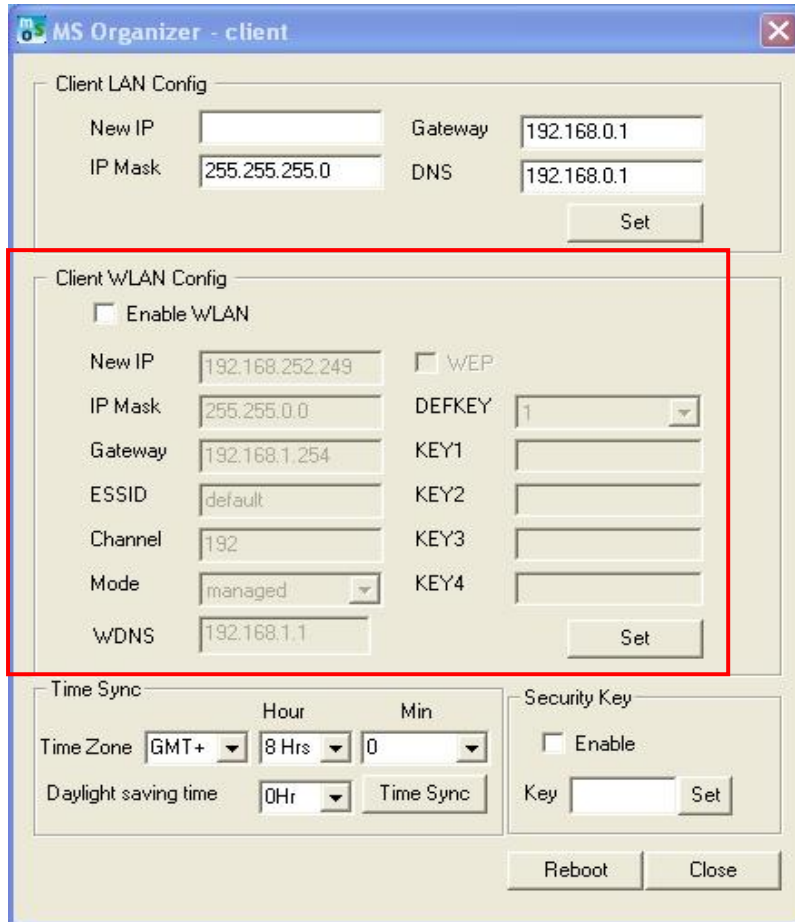 MS Organizer - client
Client LAN Config
New IP Gateway 192.168.0.1
IP Mask 255.255.255.0 DNS 192.168.0.1
Set
Client WLAN Config
Enable WLAN
New IP 192.168.252.249 WEP
IP Mask 255.255.0.0 DEFKEY 1
Gateway 192.168.1.254 KEY1
ESSID default KEY2
Channel 192 KEY3
Mode managed KEY4
WDNS 192.168.1.1 Set
Time Sync
Hour Min
Time Zone GMT+ 8 Hrs 0
Daylight saving time 0Hr Time Sync
Security Key
Enable
Key Set
Reboot Close